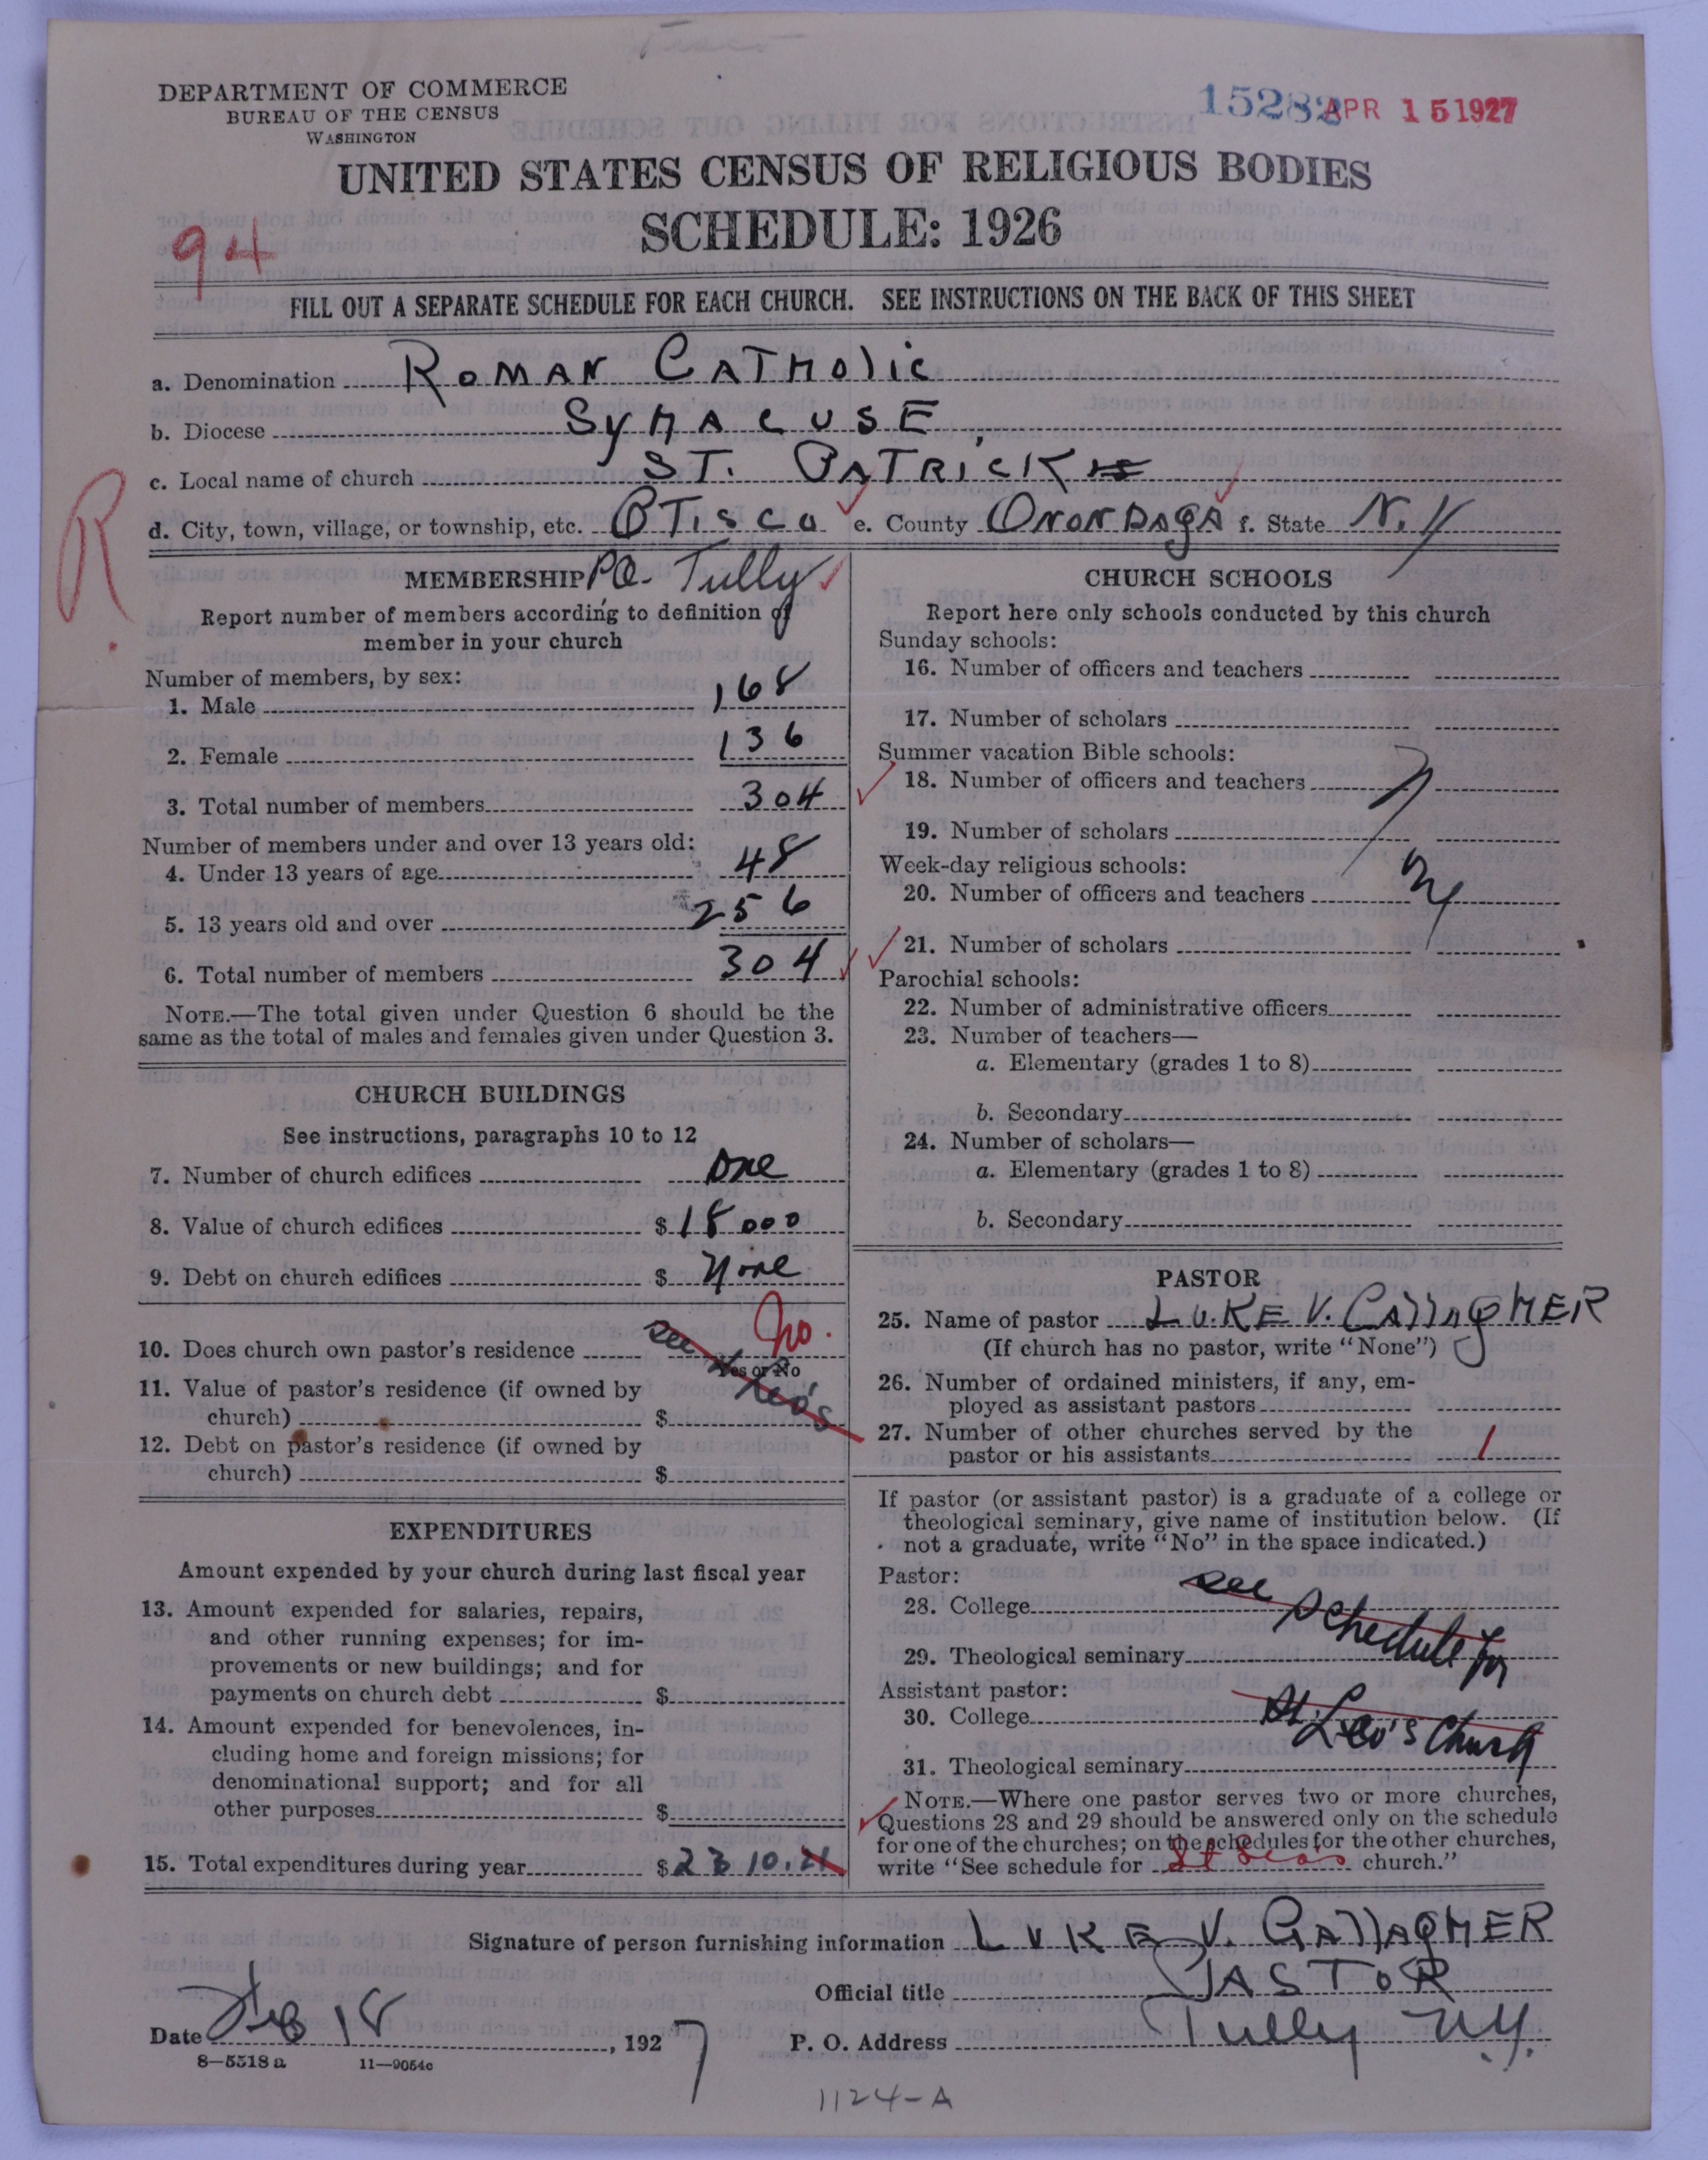 DEPARTMENT OF COMMERCE
BUREAU OF THE CENSUS
WASHINGTON
15282 APR 15 1927
UNITED STATES CENSUS OF RELIGIOUS BODIES
SCHEDULE: 1926
94
FILL OUT A SEPARATE SCHEDULE FOR EACH CHURCH. SEE INSTRUCTIONS ON THE BACK OF THIS SHEET
a. Denomination ROMAN CATHOLIC
b. Diocese SYRACUSE
c. Local name of church ST. PATRICK
d. City, town, village, or township, etc. OTISCO e. County ONONDAGA f. State N.Y
R.
MEMBERSHIP P.O. Tully
Report number of members according to definition of
member in your church
Number of members, by sex:
1. Male 168
2. Female 136
3. Total number of members 304
Number of members under and over 13 years old:
4. Under 13 years of age 48
5. 13 years old and over 256
6. Total number of members 304
NOTE.—The total given under Question 6 should be the
same as the total of males and females given under Question 3.
CHURCH BUILDINGS
See instructions, paragraphs 10 to 12
7. Number of church edifices One
8. Value of church edifices $ 18000
9. Debt on church edifices $ None
10. Does church own pastor's residence No.
Yes or No
see St Leo's
11. Value of pastor's residence (if owned by
church) $
12. Debt on pastor's residence (if owned by
church) $
EXPENDITURES
Amount expended by your church during last fiscal year
13. Amount expended for salaries, repairs,
and other running expenses; for im-
provements or new buildings; and for
payments on church debt $
14. Amount expended for benevolences, in-
cluding home and foreign missions; for
denominational support; and for all
other purposes $
15. Total expenditures during year $ 2310.21
CHURCH SCHOOLS
Report here only schools conducted by this church
Sunday schools:
16. Number of officers and teachers
17. Number of scholars
Summer vacation Bible schools:
18. Number of officers and teachers
19. Number of scholars
Week-day religious schools:
20. Number of officers and teachers
21. Number of scholars
Parochial schools:
22. Number of administrative officers
23. Number of teachers—
a. Elementary (grades 1 to 8)
b. Secondary
24. Number of scholars—
a. Elementary (grades 1 to 8)
b. Secondary
PASTOR
25. Name of pastor LUKE V. GALLAGHER
(If church has no pastor, write "None")
26. Number of ordained ministers, if any, em-
ployed as assistant pastors
27. Number of other churches served by the
pastor or his assistants 1
If pastor (or assistant pastor) is a graduate of a college or
theological seminary, give name of institution below. (If
not a graduate, write "No" in the space indicated.)
Pastor:
28. College see
29. Theological seminary schedule for
Assistant pastor:
30. College St Leo's Church
31. Theological seminary
NOTE.—Where one pastor serves two or more churches,
Questions 28 and 29 should be answered only on the schedule
for one of the churches; on the schedules for the other churches,
write "See schedule for St Leo's church."
Signature of person furnishing information LUKE V. GALLAGHER
Official title PASTOR
Date Feb 18, 1927 P. O. Address Tully N.Y.
8—5518 a 11—9054c
1124-A